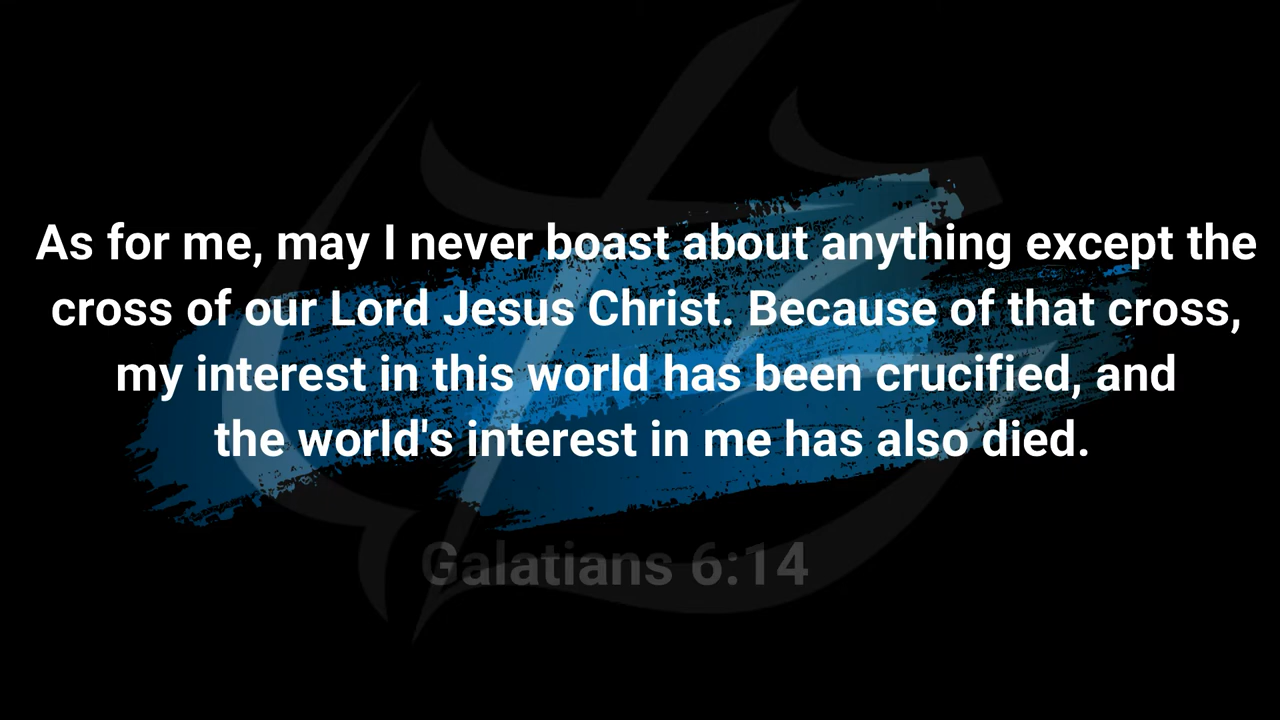 As for me, may I never boast about anything except the
cross of our Lord Jesus Christ. Because of that cross,
my interest in this world has been crucified, and
the world's interest in me has also died.
Galatians 6:14